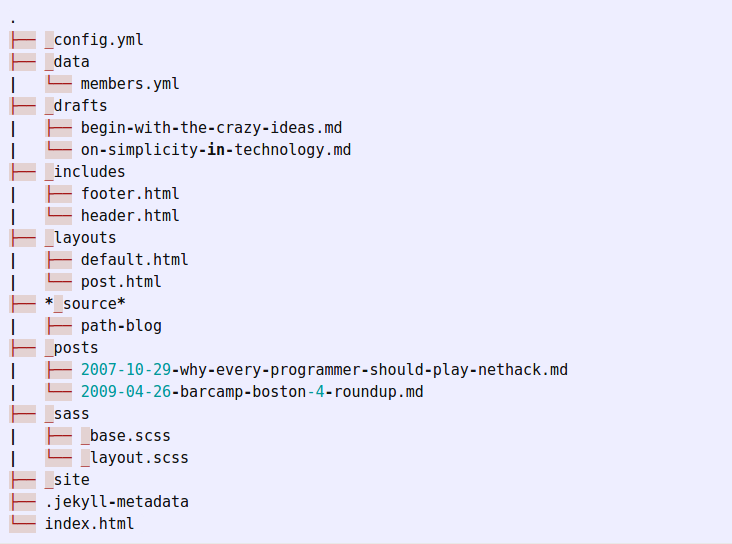 .
├── _config.yml
├── _data
|   └── members.yml
├── _drafts
|   ├── begin-with-the-crazy-ideas.md
|   └── on-simplicity-in-technology.md
├── _includes
|   ├── footer.html
|   └── header.html
├── _layouts
|   ├── default.html
|   └── post.html
├── *_source*
|   ├── path-blog
├── _posts
|   ├── 2007-10-29-why-every-programmer-should-play-nethack.md
|   └── 2009-04-26-barcamp-boston-4-roundup.md
├── _sass
|   ├── _base.scss
|   └── _layout.scss
├── _site
├── .jekyll-metadata
└── index.html